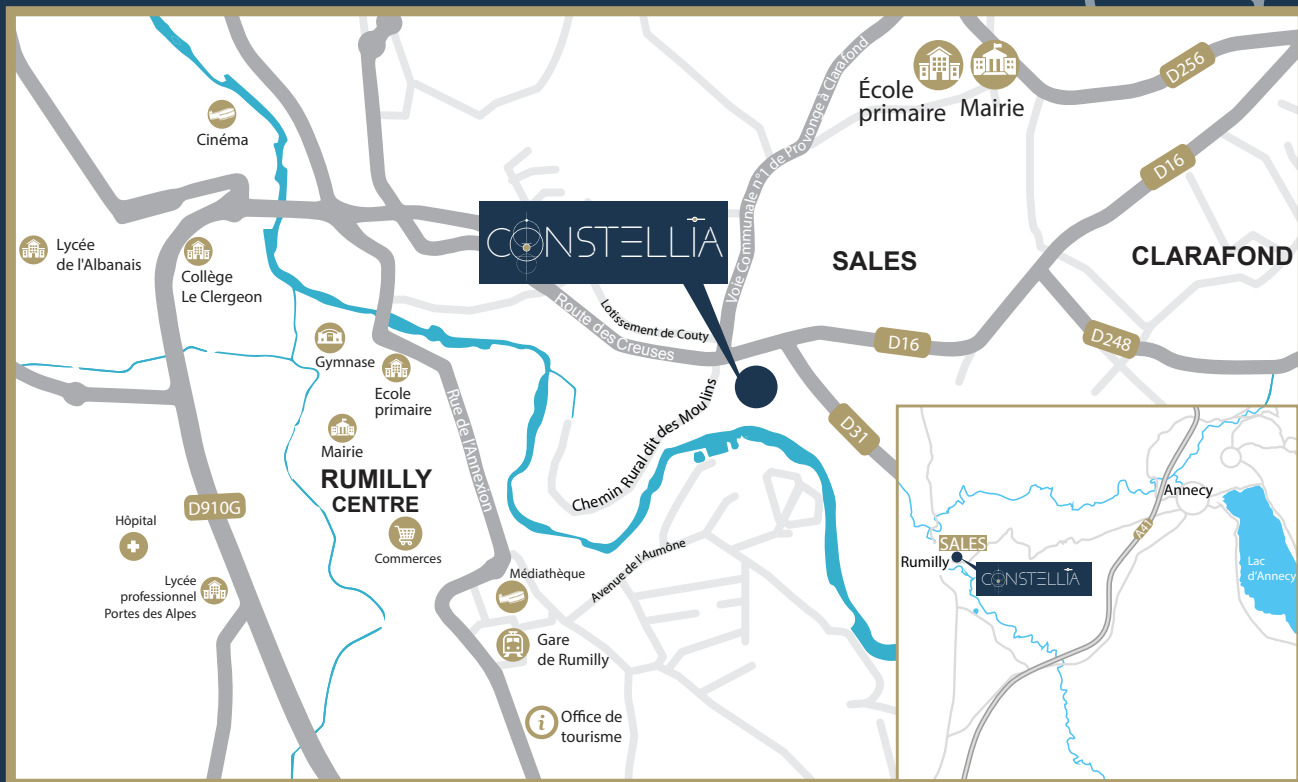 École
primaire
Mairie
D256
Cinéma
Voie Communale n°1 de Provonge à Clarafond
D16
CONSTELLIA
Lycée
de l'Albanais
Collège
Le Clergeon
SALES
CLARAFOND
Route des Creuses
Lotissement de Couty
D16
D248
Gymnase
Ecole
primaire
Mairie
RUMILLY
CENTRE
Rue de l'Annexion
Chemin Rural dit des Moulins
D31
D910G
Hôpital
Commerces
Lycée
professionnel
Portes des Alpes
Médiathèque
Avenue de l'Aumône
Gare
de Rumilly
Office de
tourisme
Annecy
A41
SALES
Rumilly
CONSTELLIA
Lac
d'Annecy